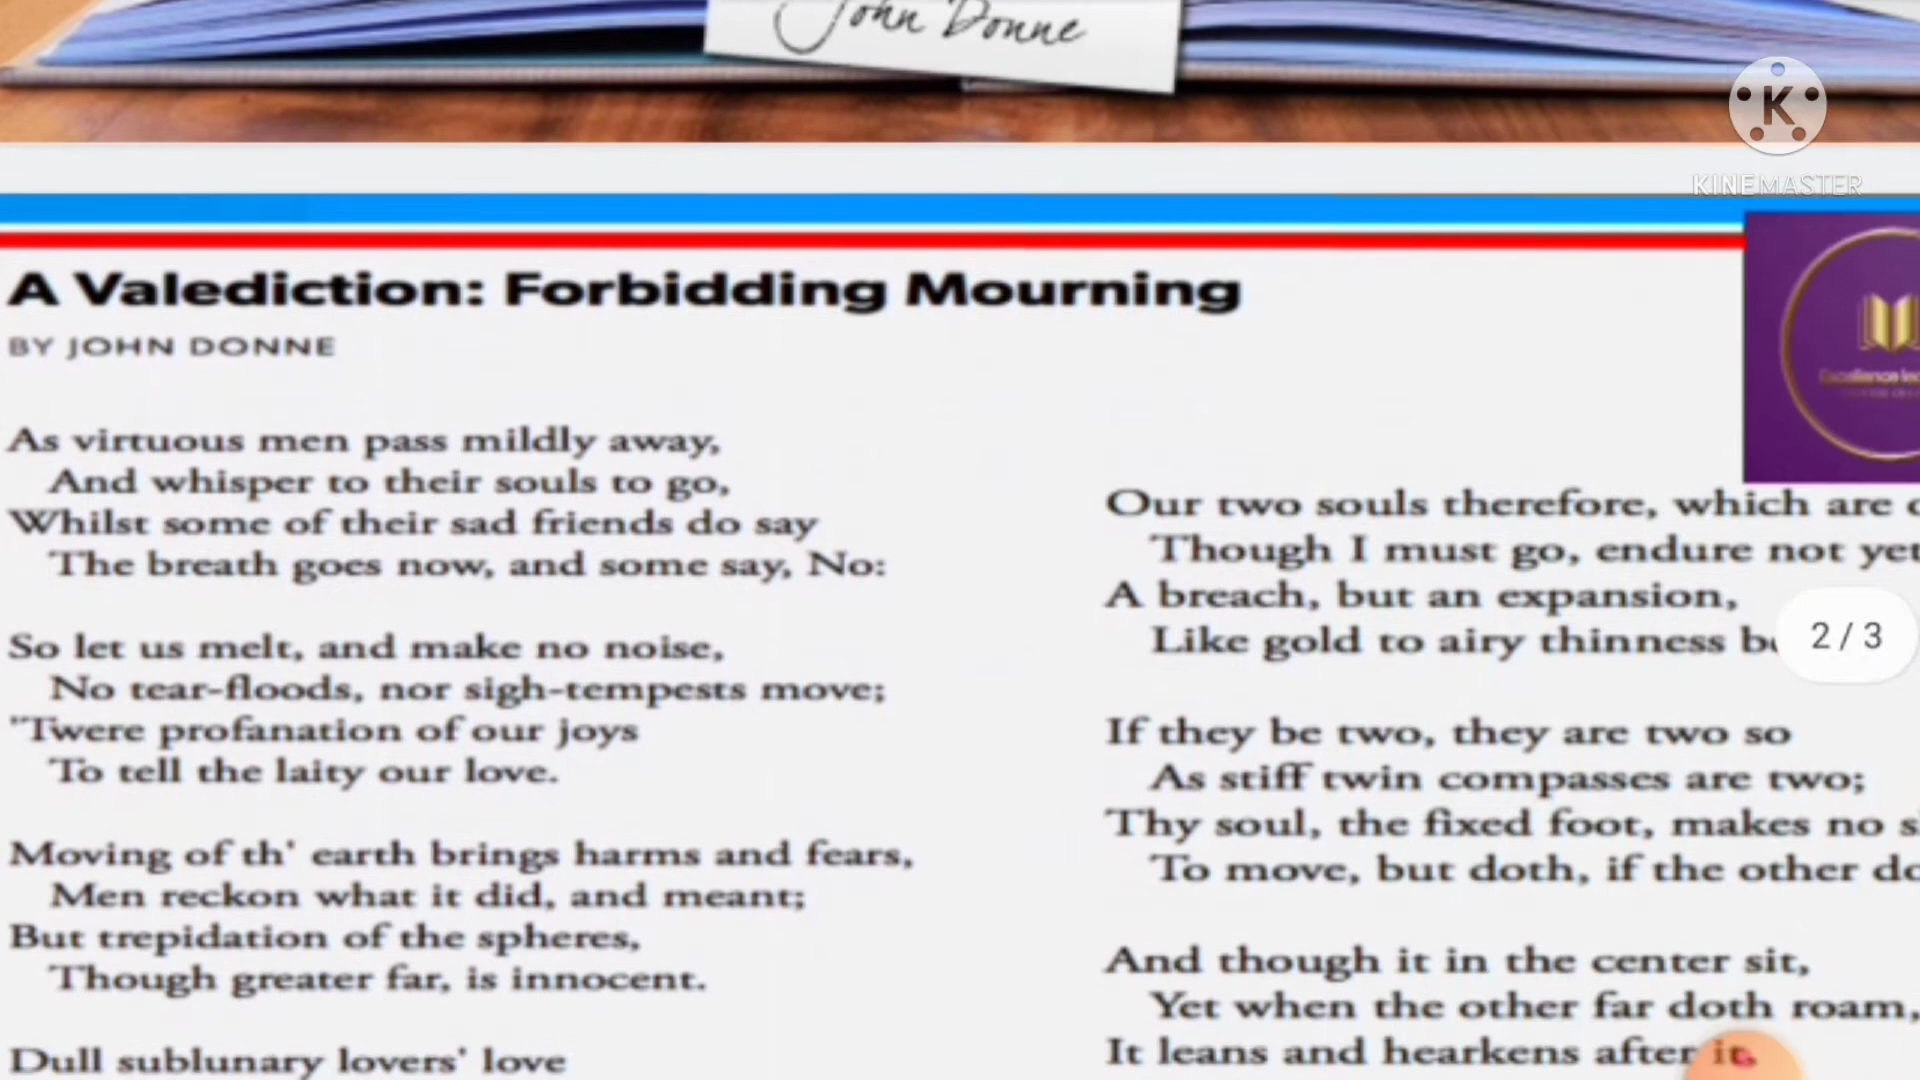 John Donne
KINEMASTER
A Valediction: Forbidding Mourning
BY JOHN DONNE
As virtuous men pass mildly away,
And whisper to their souls to go,
Whilst some of their sad friends do say
The breath goes now, and some say, No:
So let us melt, and make no noise,
No tear-floods, nor sigh-tempests move;
'Twere profanation of our joys
To tell the laity our love.
Moving of th' earth brings harms and fears,
Men reckon what it did, and meant;
But trepidation of the spheres,
Though greater far, is innocent.
Dull sublunary lovers' love
Excellence
Our two souls therefore, which are
Though I must go, endure not yet
A breach, but an expansion,
Like gold to airy thinness
2 / 3
If they be two, they are two so
As stiff twin compasses are two;
Thy soul, the fixed foot, makes no
To move, but doth, if the other
And though it in the center sit,
Yet when the other far doth roam,
It leans and hearkens after it,